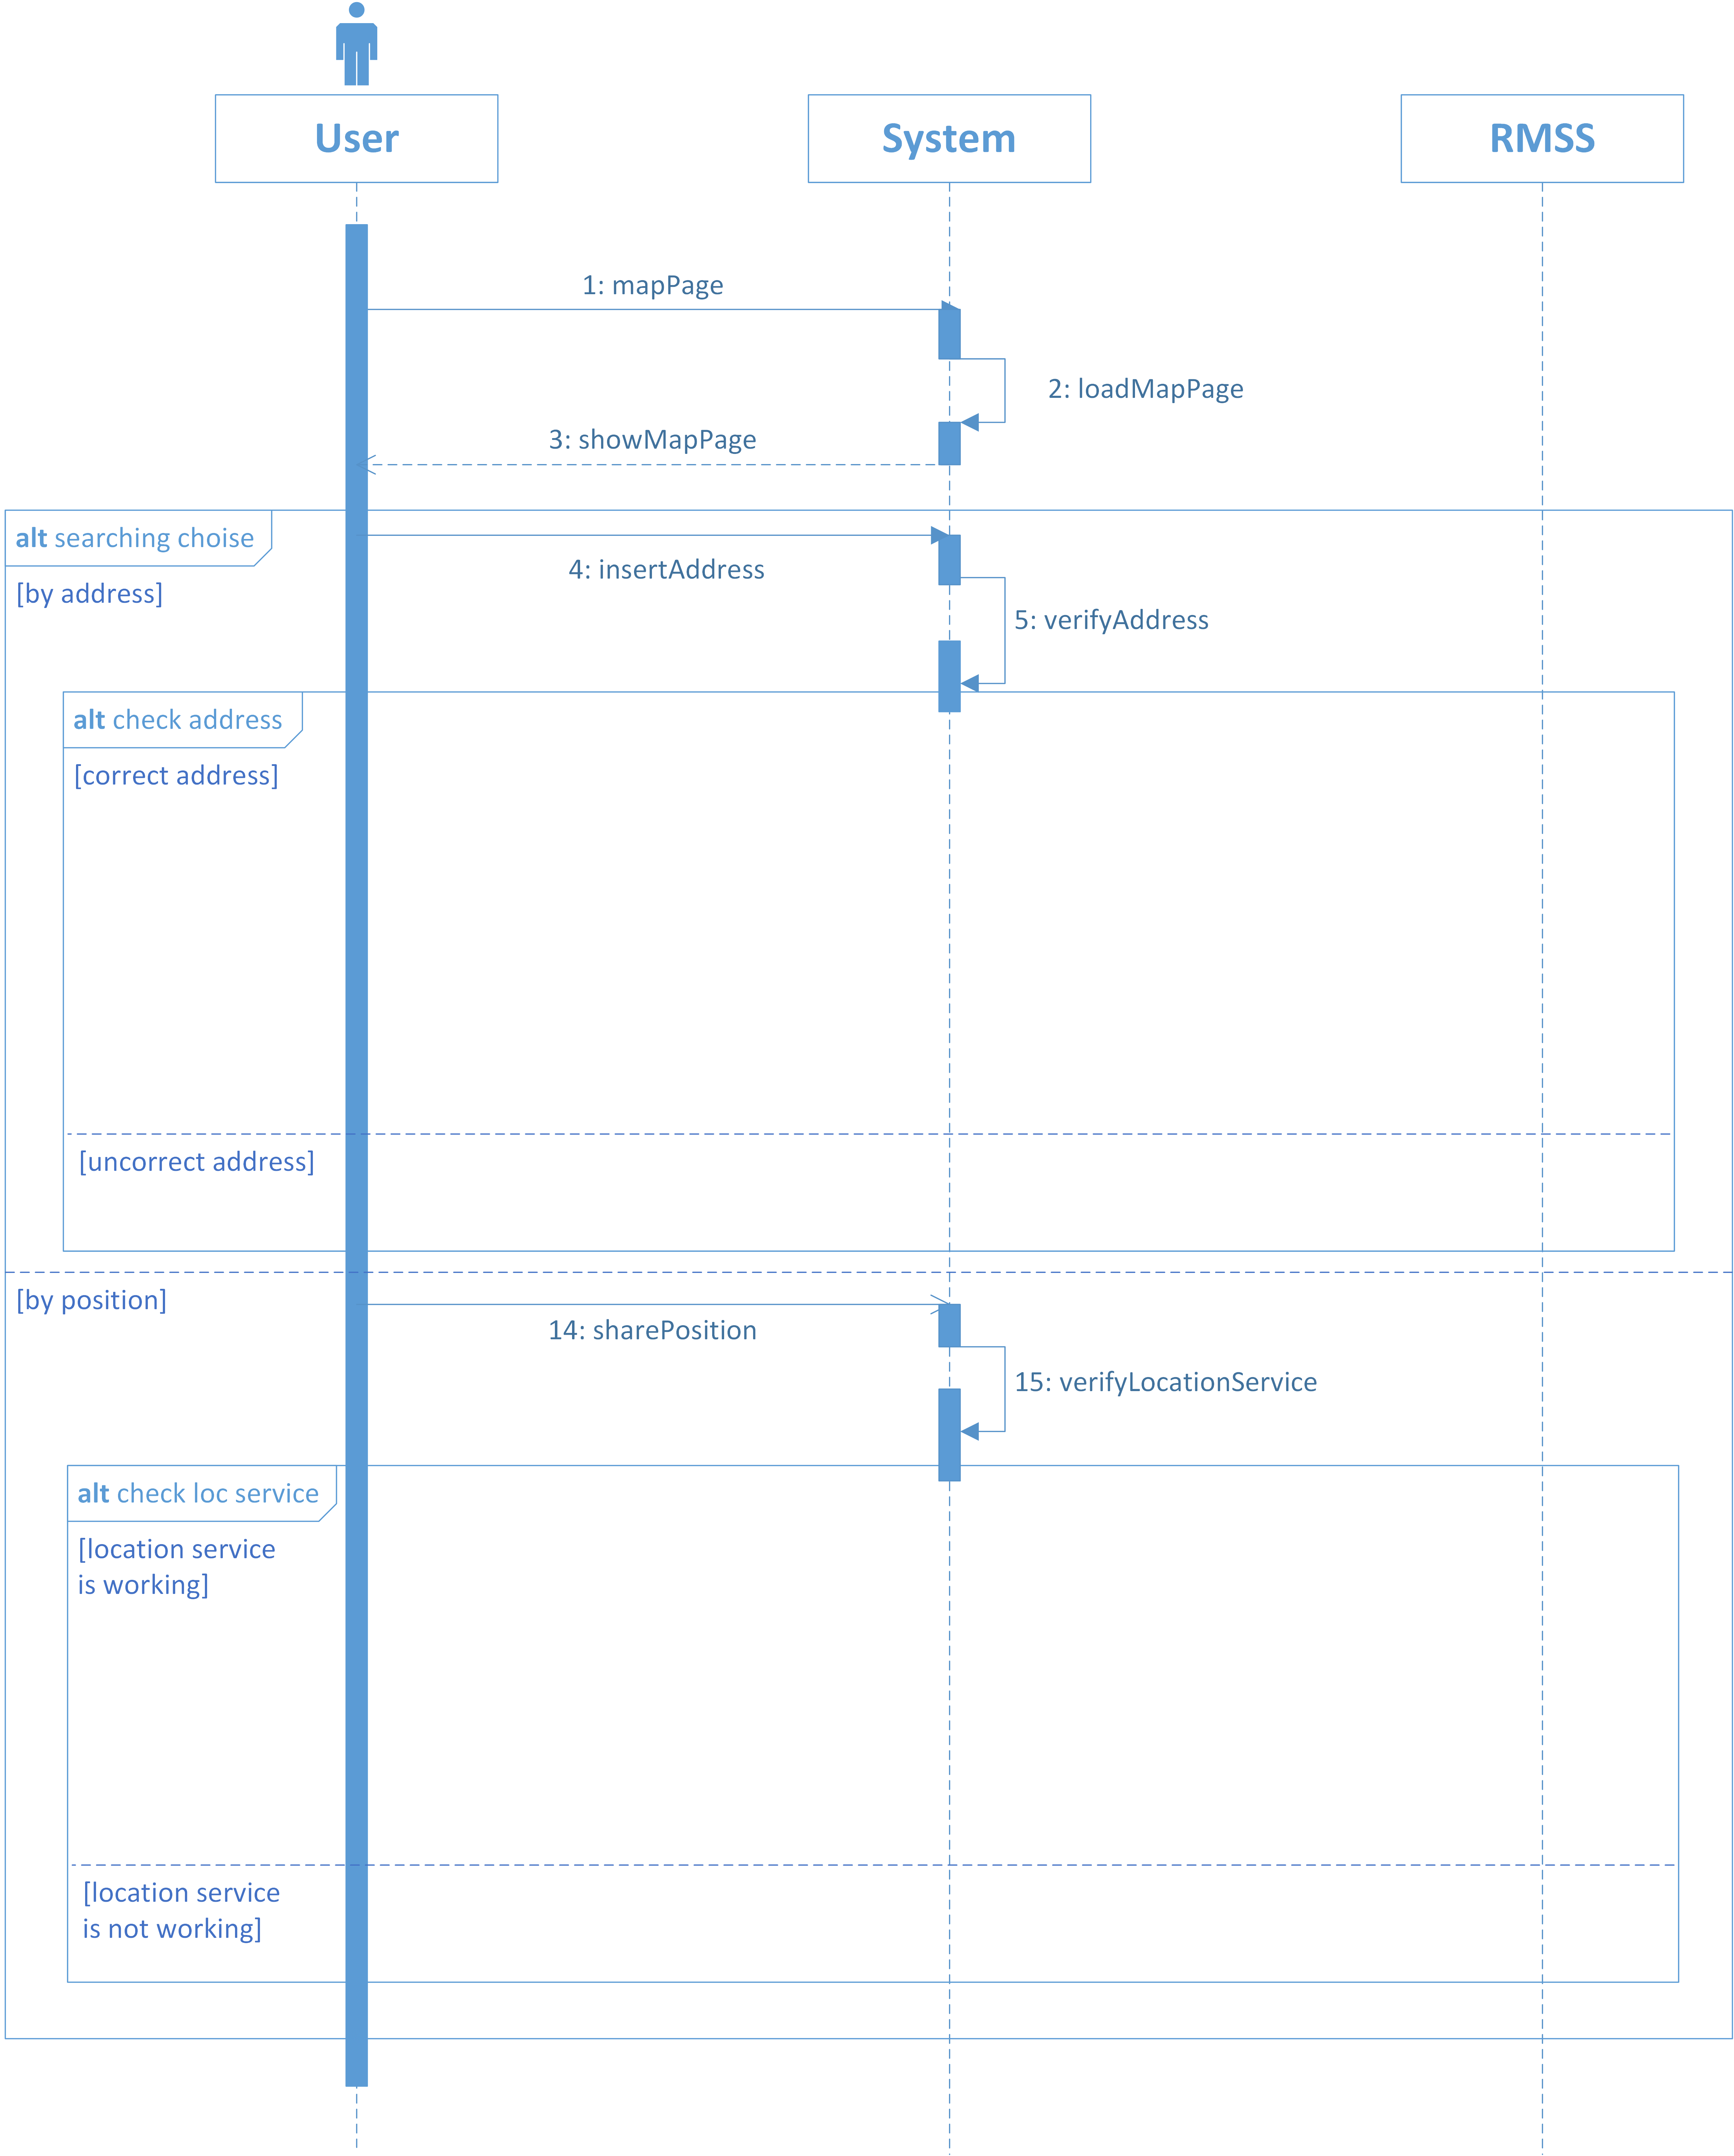 User
System
RMSS
1: mapPage
2: loadMapPage
3: showMapPage
alt searching choise
[by address]
4: insertAddress
5: verifyAddress
alt check address
[correct address]
[uncorrect address]
[by position]
14: sharePosition
15: verifyLocationService
alt check loc service
[location service
is working]
[location service
is not working]